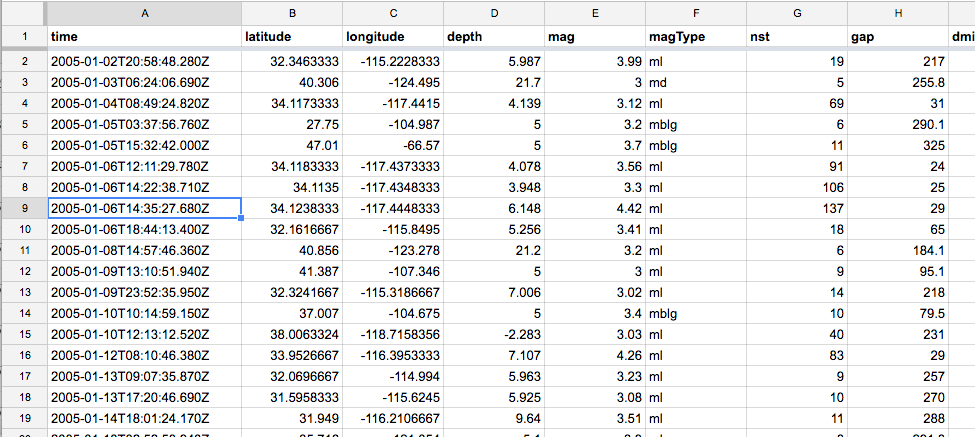 A B C D E F G H
1 time latitude longitude depth mag magType nst gap dmi
2 2005-01-02T20:58:48.280Z 32.3463333 -115.2228333 5.987 3.99 ml 19 217
3 2005-01-03T06:24:06.690Z 40.306 -124.495 21.7 3 md 5 255.8
4 2005-01-04T08:49:24.820Z 34.1173333 -117.4415 4.139 3.12 ml 69 31
5 2005-01-05T03:37:56.760Z 27.75 -104.987 5 3.2 mblg 6 290.1
6 2005-01-05T15:32:42.000Z 47.01 -66.57 5 3.7 mblg 11 325
7 2005-01-06T12:11:29.780Z 34.1183333 -117.4373333 4.078 3.56 ml 91 24
8 2005-01-06T14:22:38.710Z 34.1135 -117.4348333 3.948 3.3 ml 106 25
9 2005-01-06T14:35:27.680Z 34.1238333 -117.4448333 6.148 4.42 ml 137 29
10 2005-01-06T18:44:13.400Z 32.1616667 -115.8495 5.256 3.41 ml 18 65
11 2005-01-08T14:57:46.360Z 40.856 -123.278 21.2 3.2 ml 6 184.1
12 2005-01-09T13:10:51.940Z 41.387 -107.346 5 3 ml 9 95.1
13 2005-01-09T23:52:35.950Z 32.3241667 -115.3186667 7.006 3.02 ml 14 218
14 2005-01-10T10:14:59.150Z 37.007 -104.675 5 3.4 mblg 10 79.5
15 2005-01-10T12:13:12.520Z 38.0063324 -118.7158356 -2.283 3.03 ml 40 231
16 2005-01-12T08:10:46.380Z 33.9526667 -116.3953333 7.107 4.26 ml 83 29
17 2005-01-13T09:07:35.870Z 32.0696667 -114.994 5.963 3.23 ml 9 257
18 2005-01-13T17:20:46.690Z 31.5958333 -115.6245 5.925 3.08 ml 10 270
19 2005-01-14T18:01:24.170Z 31.949 -116.2106667 9.64 3.51 ml 11 288